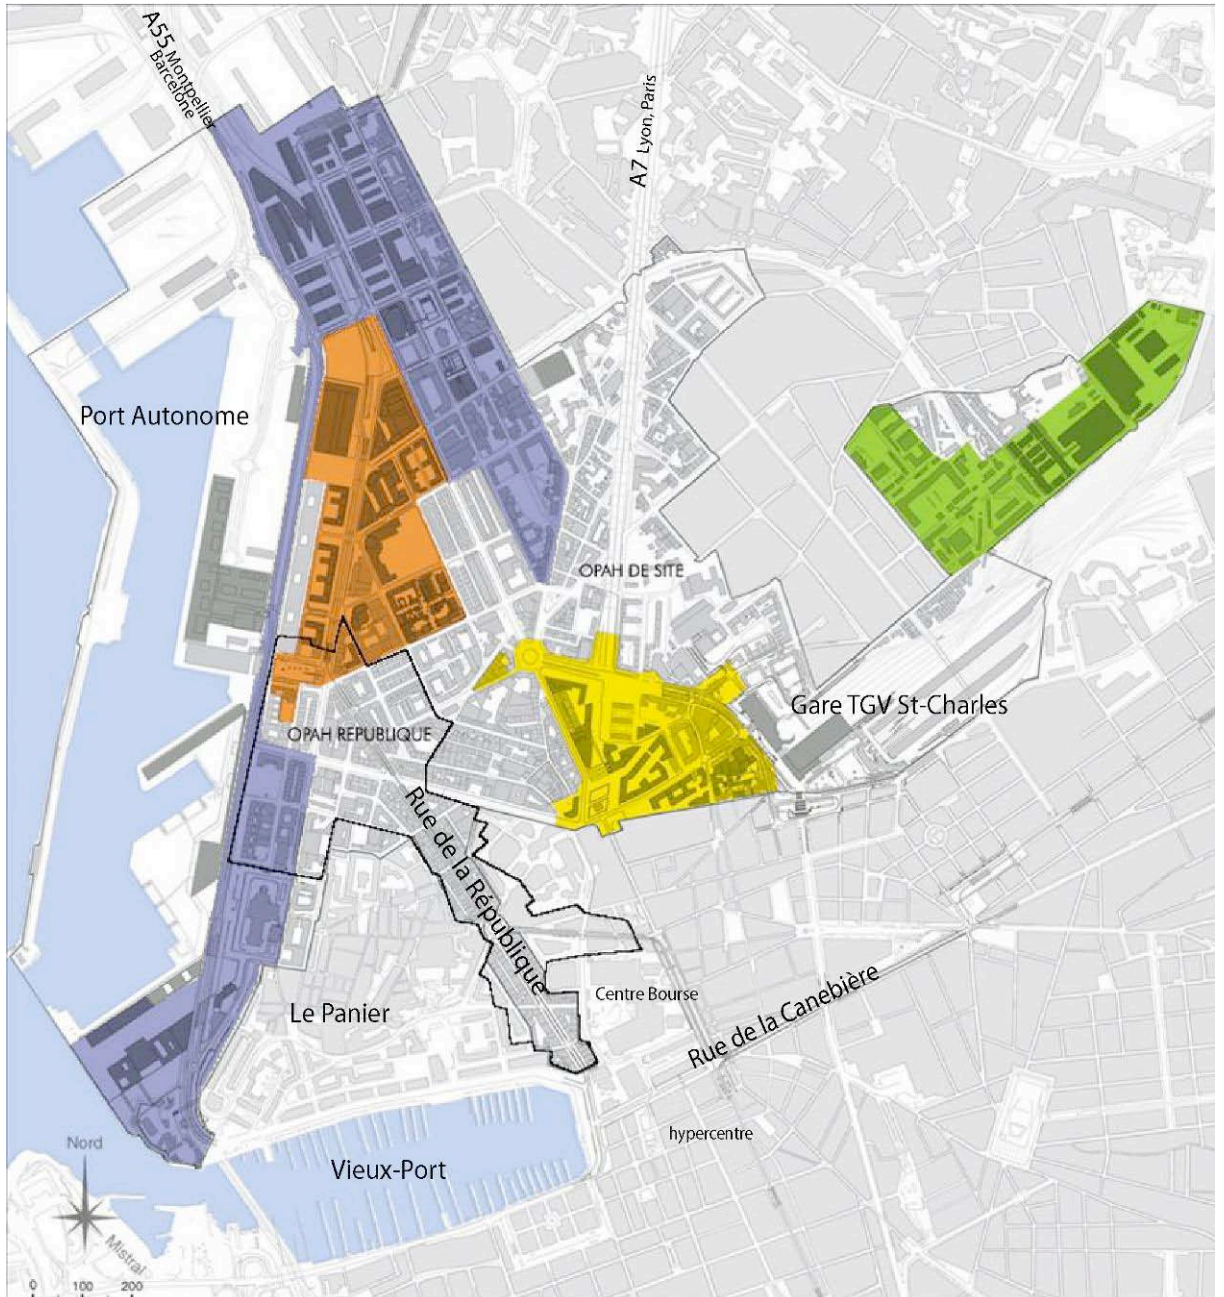 A55 Montpellier
Barcelone
A7 Lyon, Paris
Port Autonome
OPAH DE SITE
Gare TGV St-Charles
OPAH REPUBLIQUE
Rue de la République
Centre Bourse
Le Panier
Rue de la Canebière
hypercentre
Nord
Vieux-Port
Mistral
0 100 200